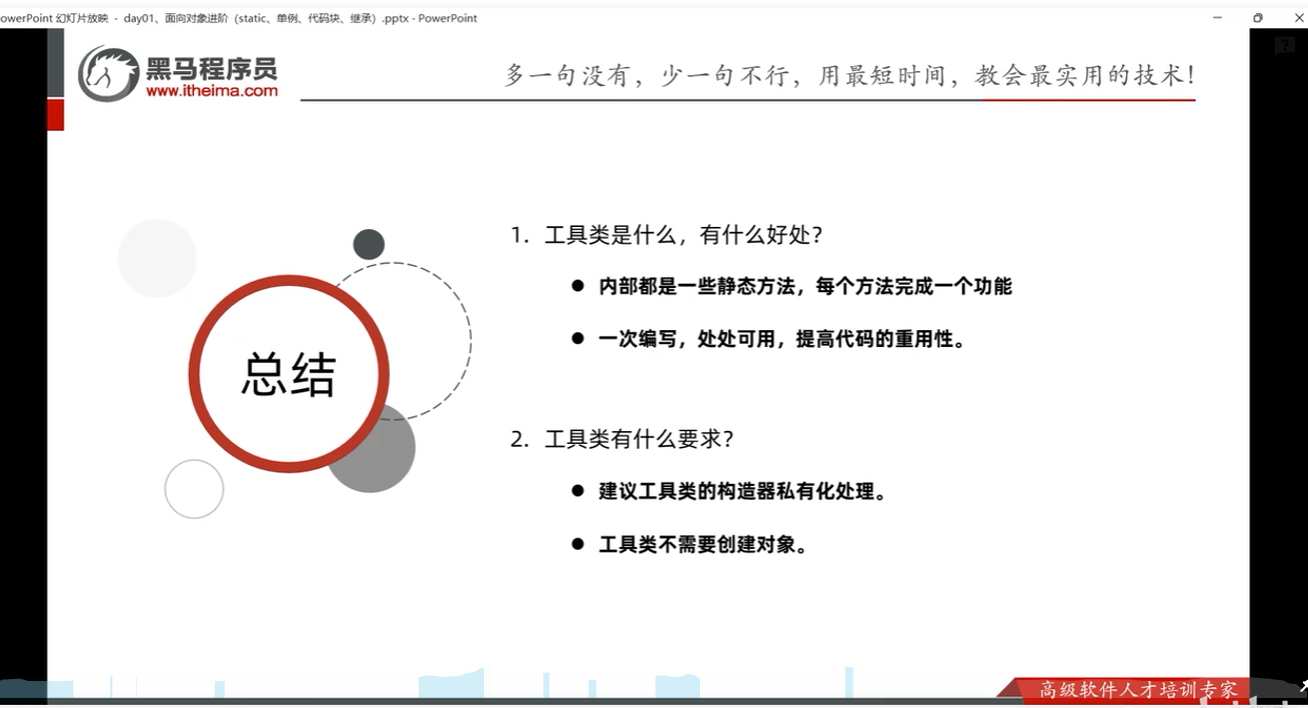 owerPoint 幻灯片放映 - day01、面向对象进阶（static、单例、代码块、继承）.pptx - PowerPoint
黑马程序员
www.itheima.com
多一句没有，少一句不行，用最短时间，教会最实用的技术！
总结
1. 工具类是什么，有什么好处？
● 内部都是一些静态方法，每个方法完成一个功能
● 一次编写，处处可用，提高代码的重用性。
2. 工具类有什么要求？
● 建议工具类的构造器私有化处理。
● 工具类不需要创建对象。
高级软件人才培训专家